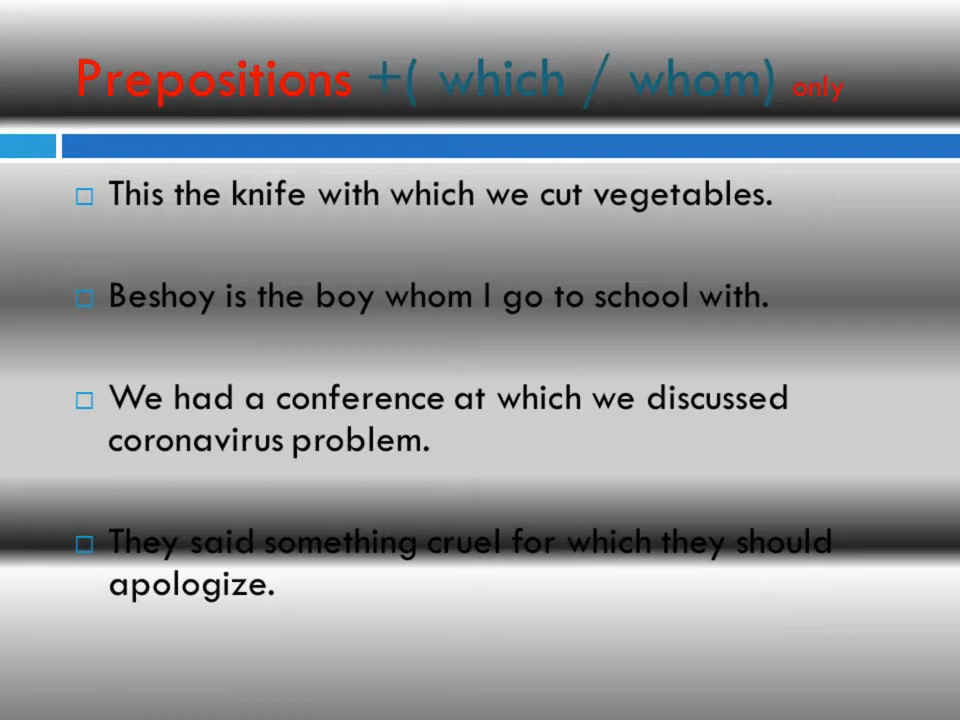 Prepositions +( which / whom) only
This the knife with which we cut vegetables.
Beshoy is the boy whom I go to school with.
We had a conference at which we discussed
coronavirus problem.
They said something cruel for which they should
apologize.